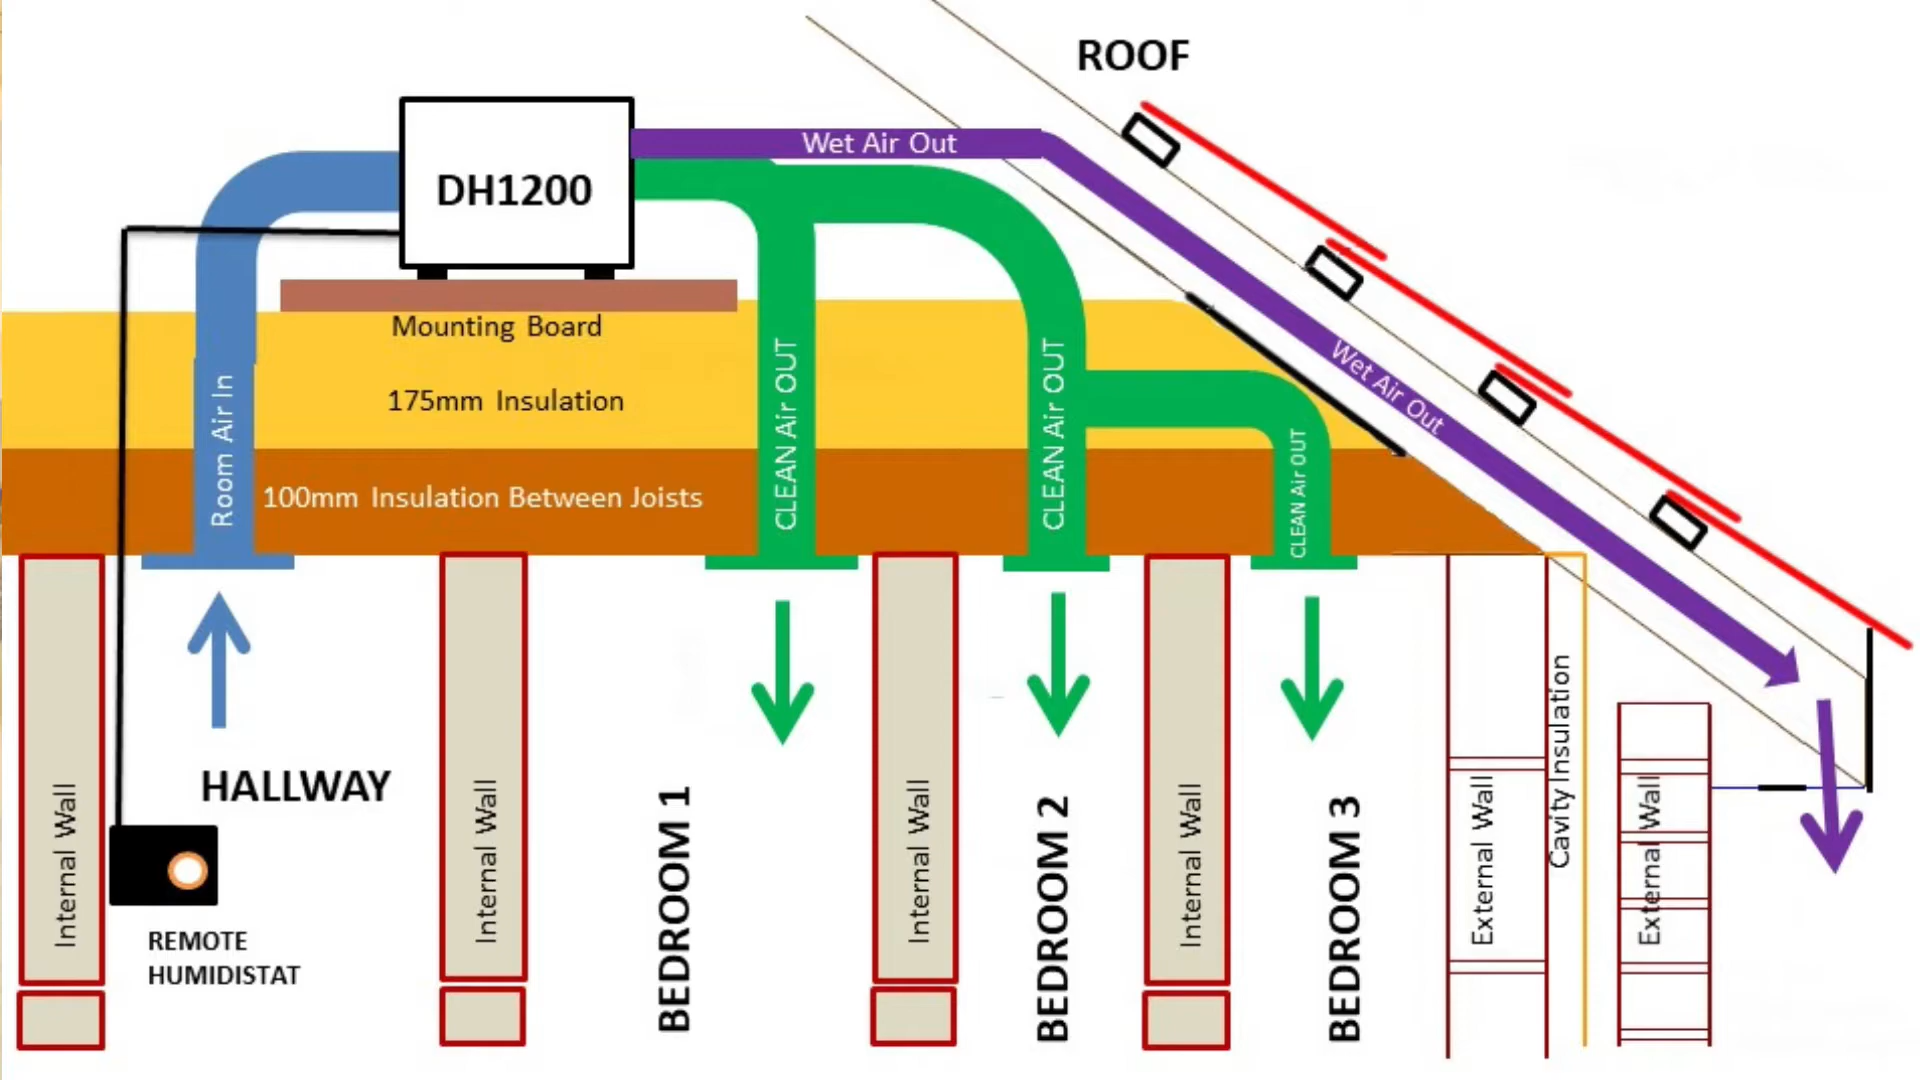 ROOF
Wet Air Out
DH1200
Mounting Board
175mm Insulation
Room Air In
100mm Insulation Between Joists
CLEAN Air OUT
CLEAN Air OUT
CLEAN Air OUT
Wet Air Out
Internal Wall
HALLWAY
REMOTE
HUMIDISTAT
Internal Wall
BEDROOM 1
Internal Wall
BEDROOM 2
Internal Wall
BEDROOM 3
External Wall
Cavity Insulation
External Wall